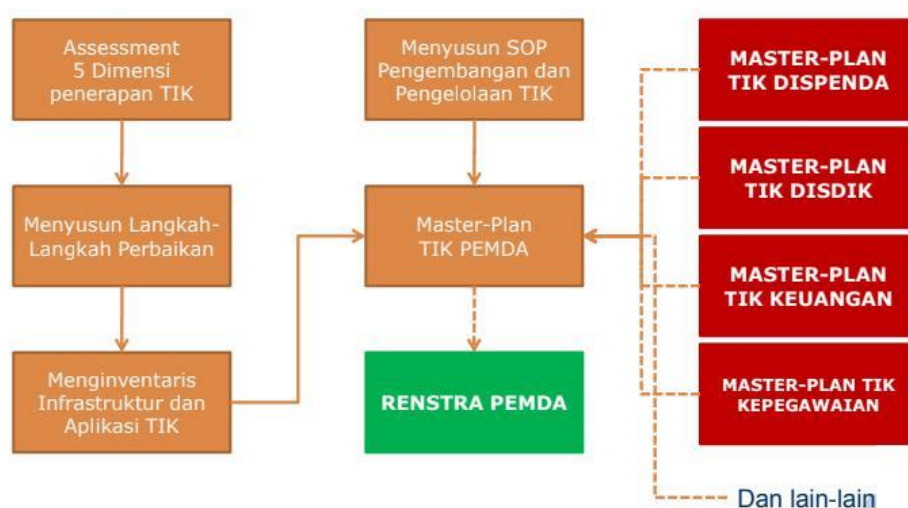 Assessment
5 Dimensi
penerapan TIK
Menyusun Langkah-
Langkah Perbaikan
Menginventaris
Infrastruktur dan
Aplikasi TIK
Menyusun SOP
Pengembangan dan
Pengelolaan TIK
Master-Plan
TIK PEMDA
RENSTRA PEMDA
MASTER-PLAN
TIK DISPENDA
MASTER-PLAN
TIK DISDIK
MASTER-PLAN
TIK KEUANGAN
MASTER-PLAN TIK
KEPEGAWAIAN
Dan lain-lain